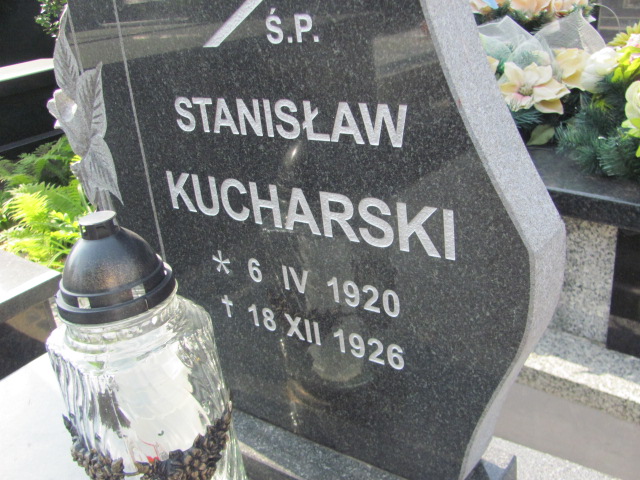 Ś.P.
STANISŁAW
KUCHARSKI
* 6 IV 1920
† 18 XII 1926